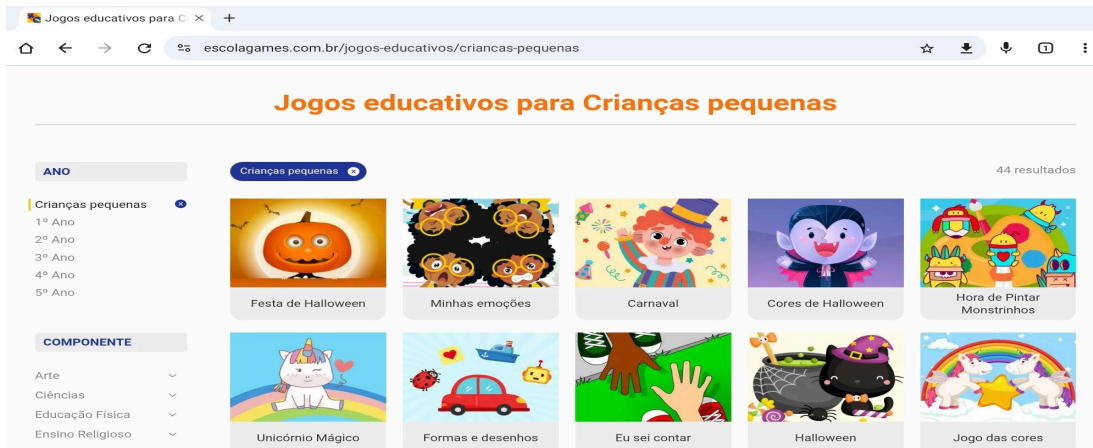 Jogos educativos para C
escolagames.com.br/jogos-educativos/criancas-pequenas
1
Jogos educativos para Crianças pequenas
ANO
Crianças pequenas
44 resultados
Crianças pequenas
1º Ano
2º Ano
3º Ano
4º Ano
5º Ano
Festa de Halloween
Minhas emoções
Carnaval
Cores de Halloween
Hora de Pintar
Monstrinhos
COMPONENTE
Arte
Ciências
Educação Física
Ensino Religioso
Unicórnio Mágico
Formas e desenhos
Eu sei contar
Halloween
Jogo das cores